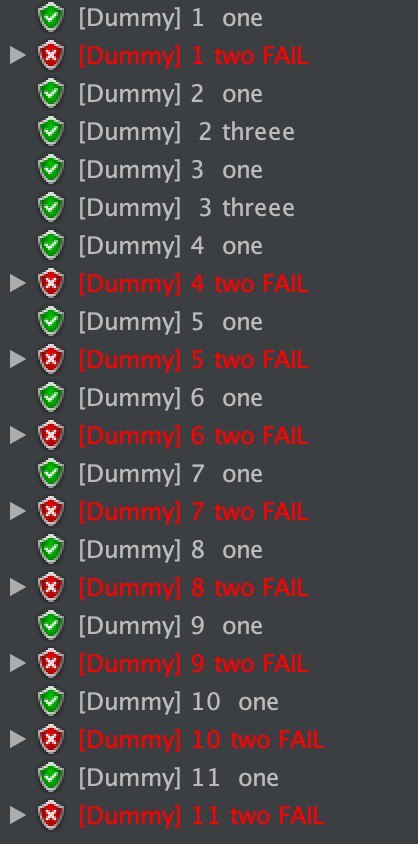 [Dummy] 1  one
[Dummy] 1 two FAIL
[Dummy] 2  one
[Dummy]  2 threee
[Dummy] 3  one
[Dummy]  3 threee
[Dummy] 4  one
[Dummy] 4 two FAIL
[Dummy] 5  one
[Dummy] 5 two FAIL
[Dummy] 6  one
[Dummy] 6 two FAIL
[Dummy] 7  one
[Dummy] 7 two FAIL
[Dummy] 8  one
[Dummy] 8 two FAIL
[Dummy] 9  one
[Dummy] 9 two FAIL
[Dummy] 10  one
[Dummy] 10 two FAIL
[Dummy] 11  one
[Dummy] 11 two FAIL